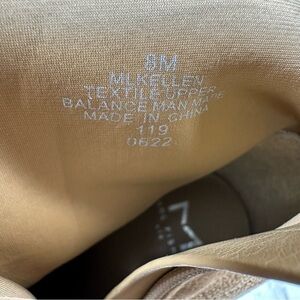 8M
MLKELLEN
TEXTILE UPPER
BALANCE MAN MADE
MADE IN CHINA
119
0622